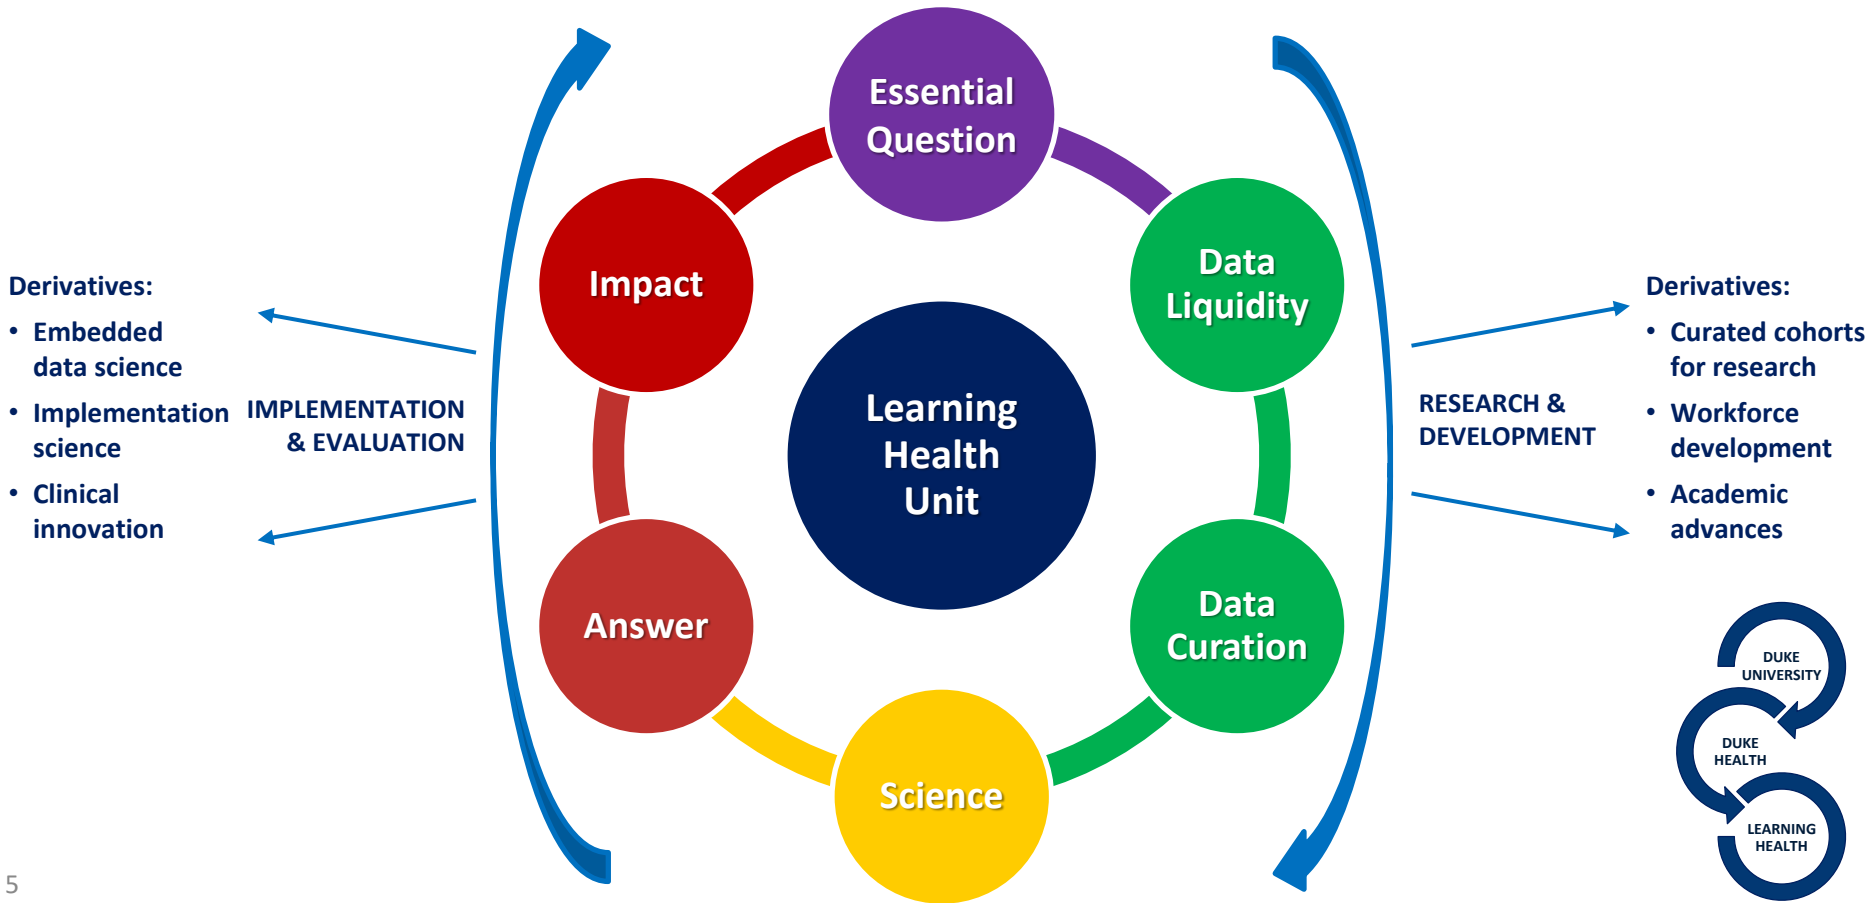 Essential
Question
Data
Liquidity
Data
Curation
Science
Answer
Impact
Learning
Health
Unit
Derivatives:
• Embedded
data science
• Implementation
science
• Clinical
innovation
IMPLEMENTATION
& EVALUATION
RESEARCH &
DEVELOPMENT
Derivatives:
• Curated cohorts
for research
• Workforce
development
• Academic
advances
DUKE
UNIVERSITY
DUKE
HEALTH
LEARNING
HEALTH
5